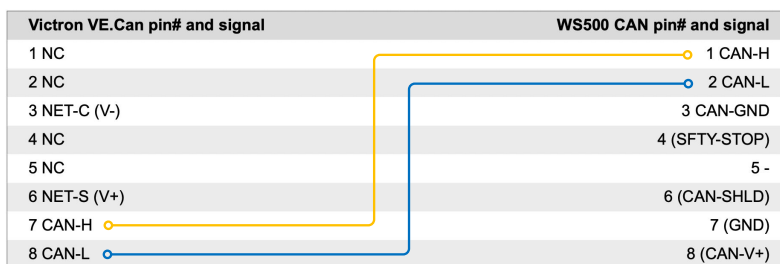 Victron VE.Can pin# and signal WS500 CAN pin# and signal
1 NC 1 CAN-H
2 NC 2 CAN-L
3 NET-C (V-) 3 CAN-GND
4 NC 4 (SFTY-STOP)
5 NC 5 -
6 NET-S (V+) 6 (CAN-SHLD)
7 CAN-H 7 (GND)
8 CAN-L 8 (CAN-V+)